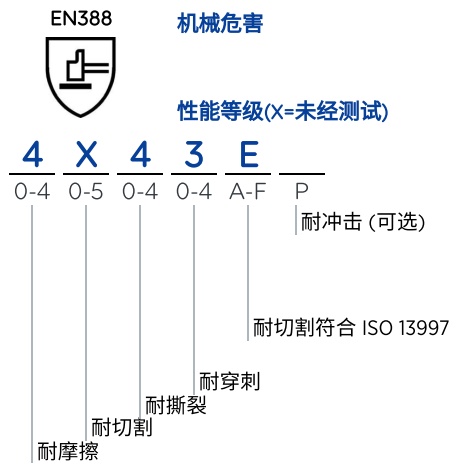 EN388
机械危害
性能等级(X=未经测试)
4 X 4 3 E
0-4 0-5 0-4 0-4 A-F P
耐冲击 (可选)
耐切割符合 ISO 13997
耐穿刺
耐撕裂
耐切割
耐摩擦